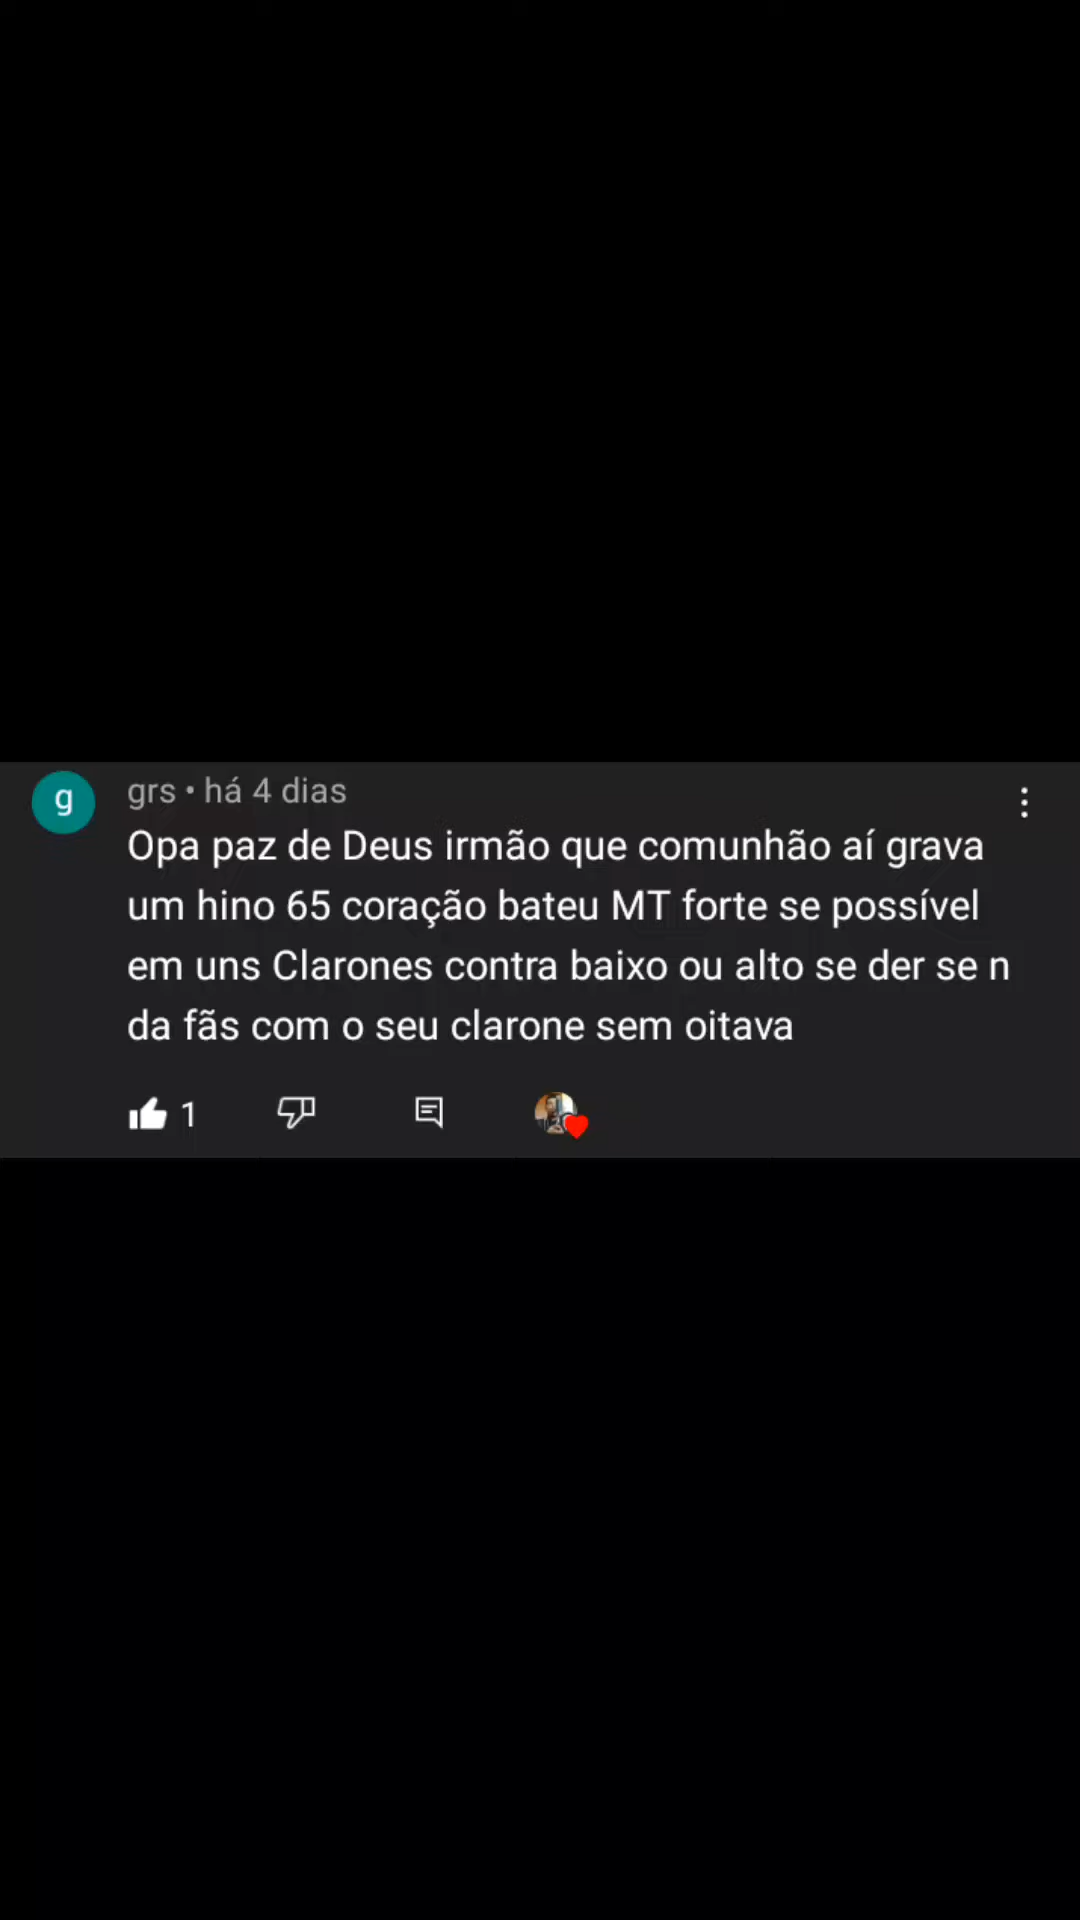 g
grs • há 4 dias
Opa paz de Deus irmão que comunhão aí grava
um hino 65 coração bateu MT forte se possível
em uns Clarones contra baixo ou alto se der se n
da fãs com o seu clarone sem oitava
1